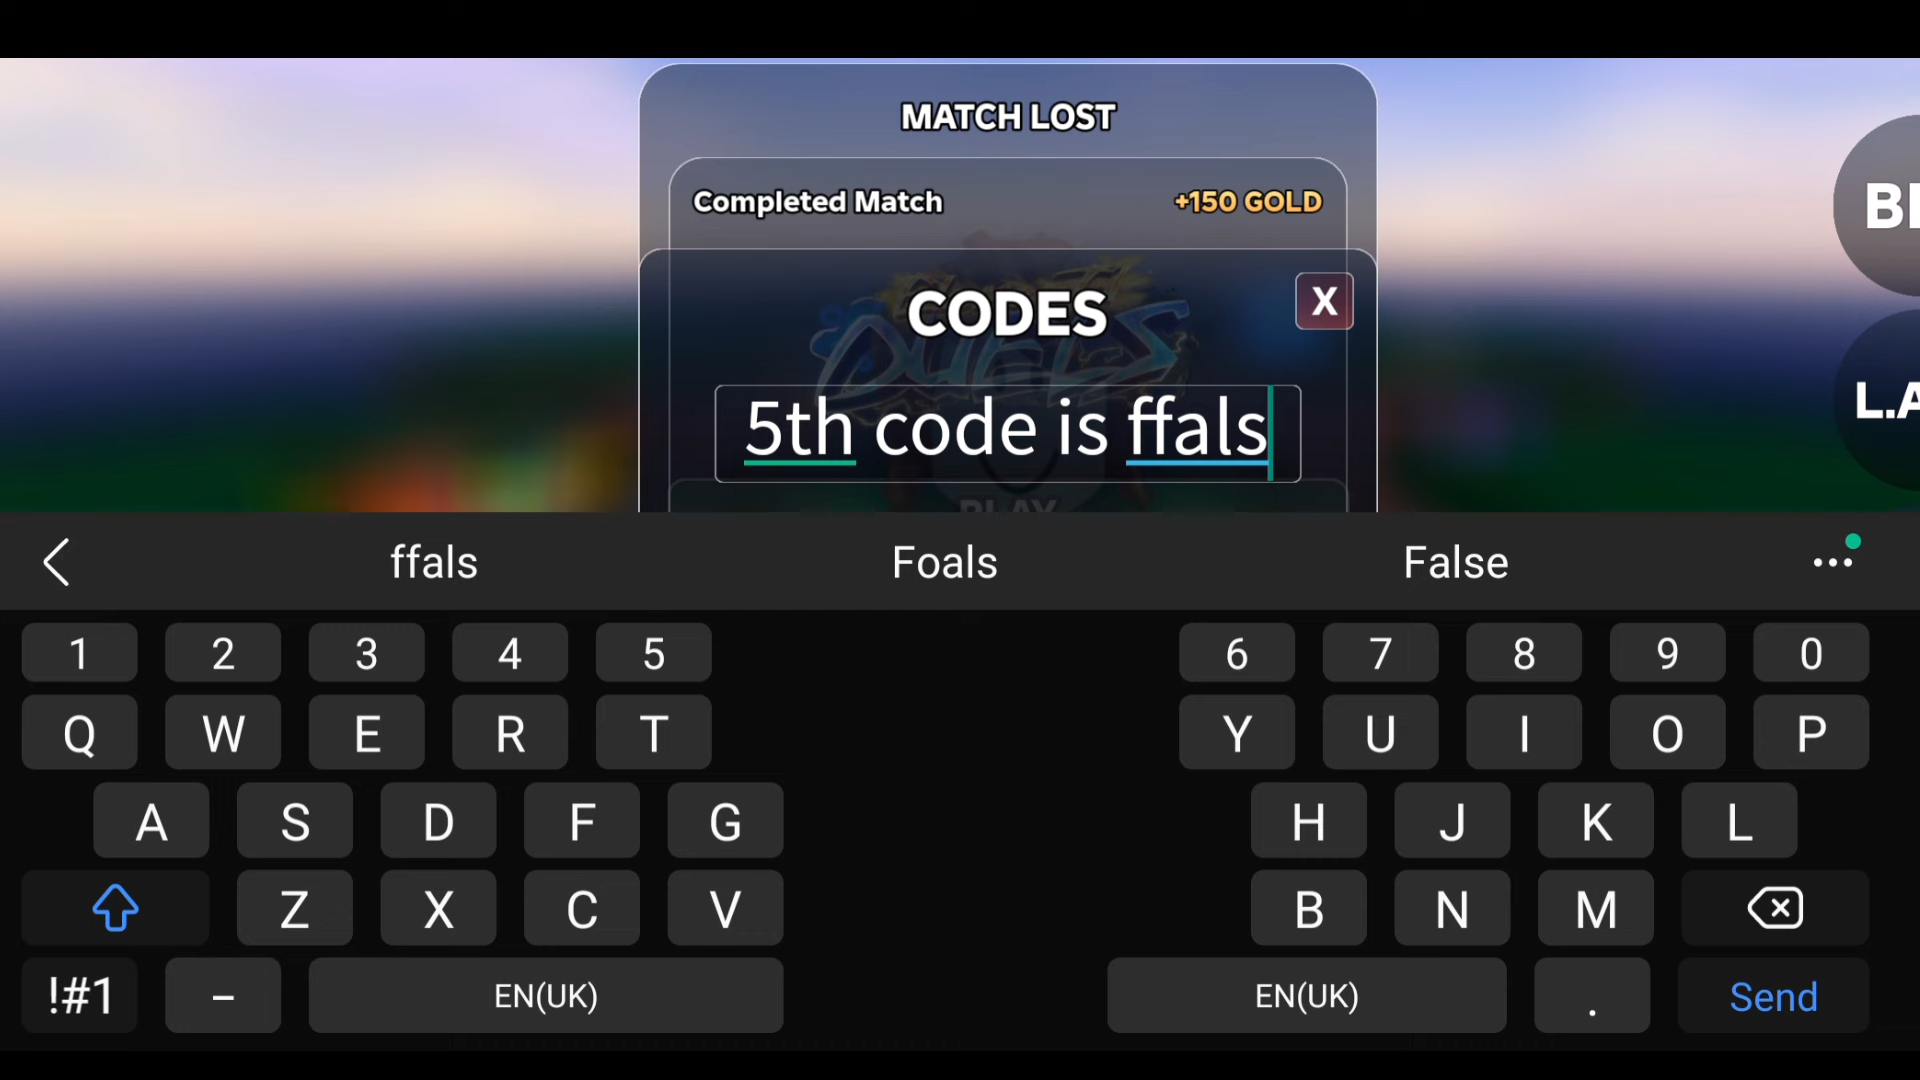 MATCH LOST
Completed Match +150 GOLD
CODES
X
5th code is ffals
PLAY
L.A
ffals Foals False
1 2 3 4 5 6 7 8 9 0
Q W E R T Y U I O P
A S D F G H J K L
Z X C V B N M
!#1 - EN(UK) EN(UK) . Send